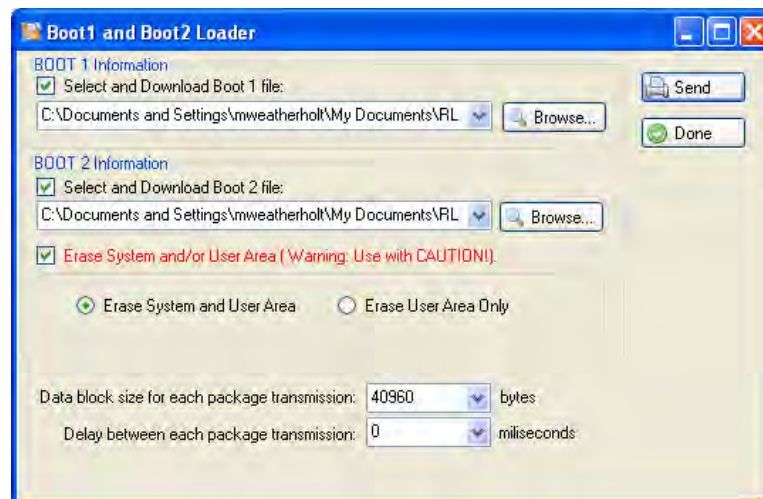 Boot1 and Boot2 Loader
BOOT 1 Information
Select and Download Boot 1 file:
C:\Documents and Settings\mweatherholt\My Documents\RL
Browse...
Send
Done
BOOT 2 Information
Select and Download Boot 2 file:
C:\Documents and Settings\mweatherholt\My Documents\RL
Browse...
Erase System and/or User Area ( Warning: Use with CAUTION!).
Erase System and User Area
Erase User Area Only
Data block size for each package transmission: 40960 bytes
Delay between each package transmission: 0 miliseconds